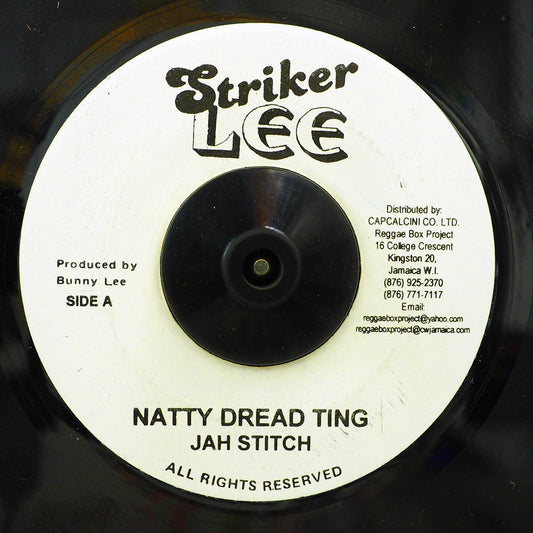 Striker
LEE
Distributed by:
CAPCALCINI CO. LTD.
Reggae Box Project
16 College Crescent
Kingston 20,
Jamaica W.I.
(876) 925-2370
(876) 771-7117
Email:
reggaeboxproject@yahoo.com
reggaeboxproject@cwjamaica.com
Produced by
Bunny Lee
SIDE A
NATTY DREAD TING
JAH STITCH
ALL RIGHTS RESERVED